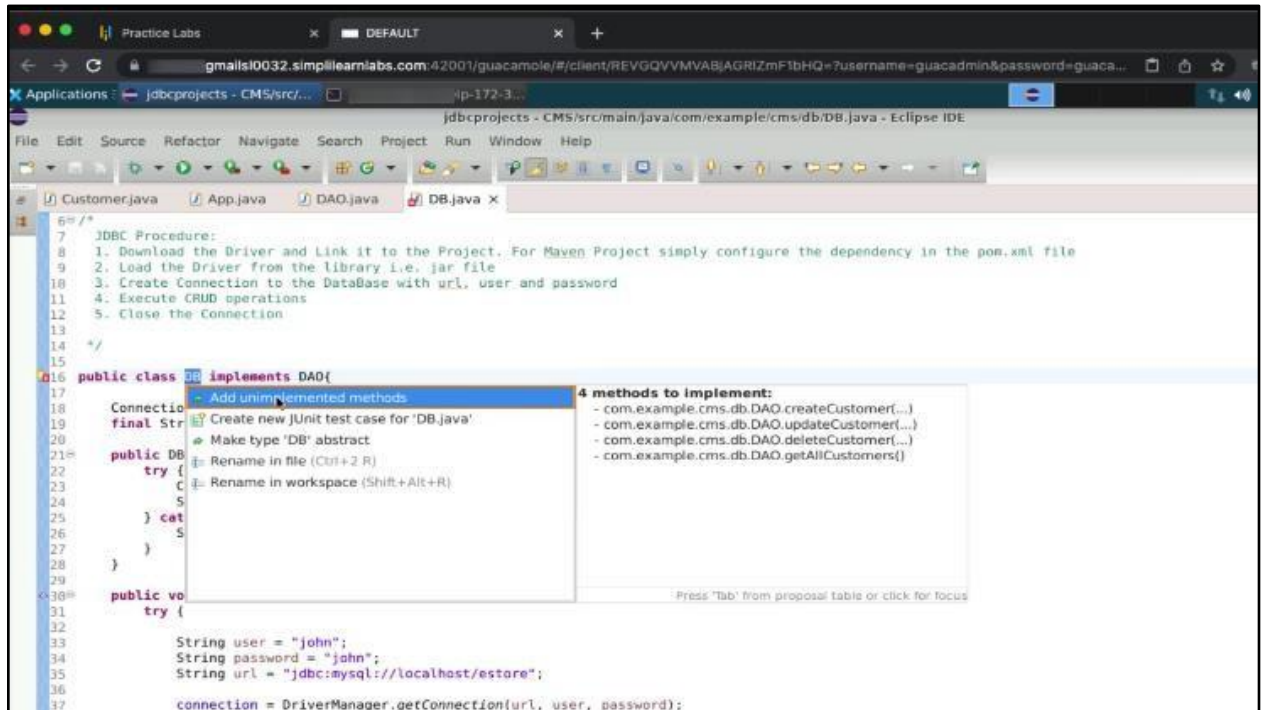 Practice Labs × DEFAULT × +
gmailsl0032.simplilearnlabs.com:42001/guacamole/#/client/REVGQVVMVABjAGRlZmF1bHQ=?username=guacadmin&password=guaca...
Applications jdbcprojects - CMS/src/... ip-172-3...
jdbcprojects - CMS/src/main/java/com/example/cms/db/DB.java - Eclipse IDE
File Edit Source Refactor Navigate Search Project Run Window Help
Customer.java App.java DAO.java DB.java ×
6 /*
7 JDBC Procedure:
8 1. Download the Driver and Link it to the Project. For Maven Project simply configure the dependency in the pom.xml file
9 2. Load the Driver from the library i.e. jar file
10 3. Create Connection to the DataBase with url, user and password
11 4. Execute CRUD operations
12 5. Close the Connection
13
14 */
15
16 public class DB implements DAO{
17
18 Connectio
19 final Str
20
21 public DB
22 try {
23 C
24 S
25 } cat
26 S
27 }
28 }
29
30 public vo
31 try {
32
33 String user = "john";
34 String password = "john";
35 String url = "jdbc:mysql://localhost/estore";
36
37 connection = DriverManager.getConnection(url, user, password);
Add unimplemented methods
Create new JUnit test case for 'DB.java'
Make type 'DB' abstract
Rename in file (Ctrl+2 R)
Rename in workspace (Shift+Alt+R)
4 methods to implement:
- com.example.cms.db.DAO.createCustomer(...)
- com.example.cms.db.DAO.updateCustomer(...)
- com.example.cms.db.DAO.deleteCustomer(...)
- com.example.cms.db.DAO.getAllCustomers()
Press 'Tab' from proposal table or click for focus